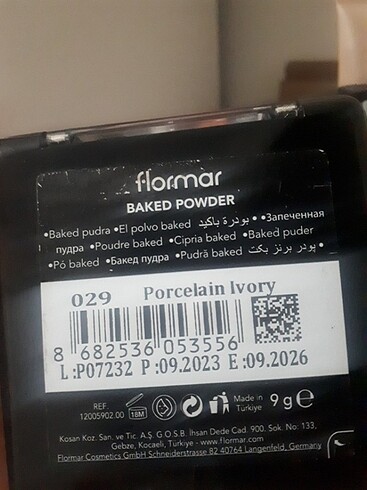 flormar
BAKED POWDER
•Baked pudra •El polvo baked بودرة باكيد • •Запеченная
пудра •Poudre baked •Cipria baked •Baked puder
•Pó baked •Бакед пудра •Pudră baked پودر برنز بکت •
029 Porcelain Ivory
8 682536 053556
L:P07232 P:09.2023 E:09.2026
REF.
12005902.00
18M
Made in
Türkiye
9 g e
Kosan Koz. San. ve Tic. A.Ş. G.O.S.B. İhsan Dede Cad. 900. Sok. No: 133,
Gebze, Kocaeli, Türkiye - www.flormar.com
Flormar Cosmetics GmbH Schneiderstrasse 82 40764 Langenfeld, Germany